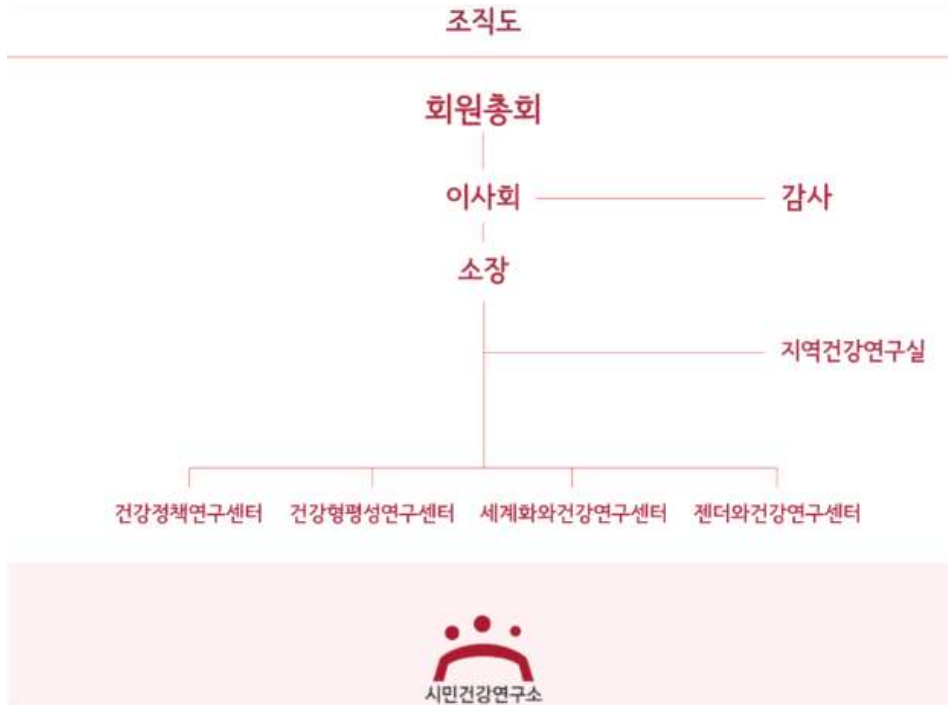 조직도
회원총회
이사회 감사
소장
지역건강연구실
건강정책연구센터 건강형평성연구센터 세계화와건강연구센터 젠더와건강연구센터
시민건강연구소